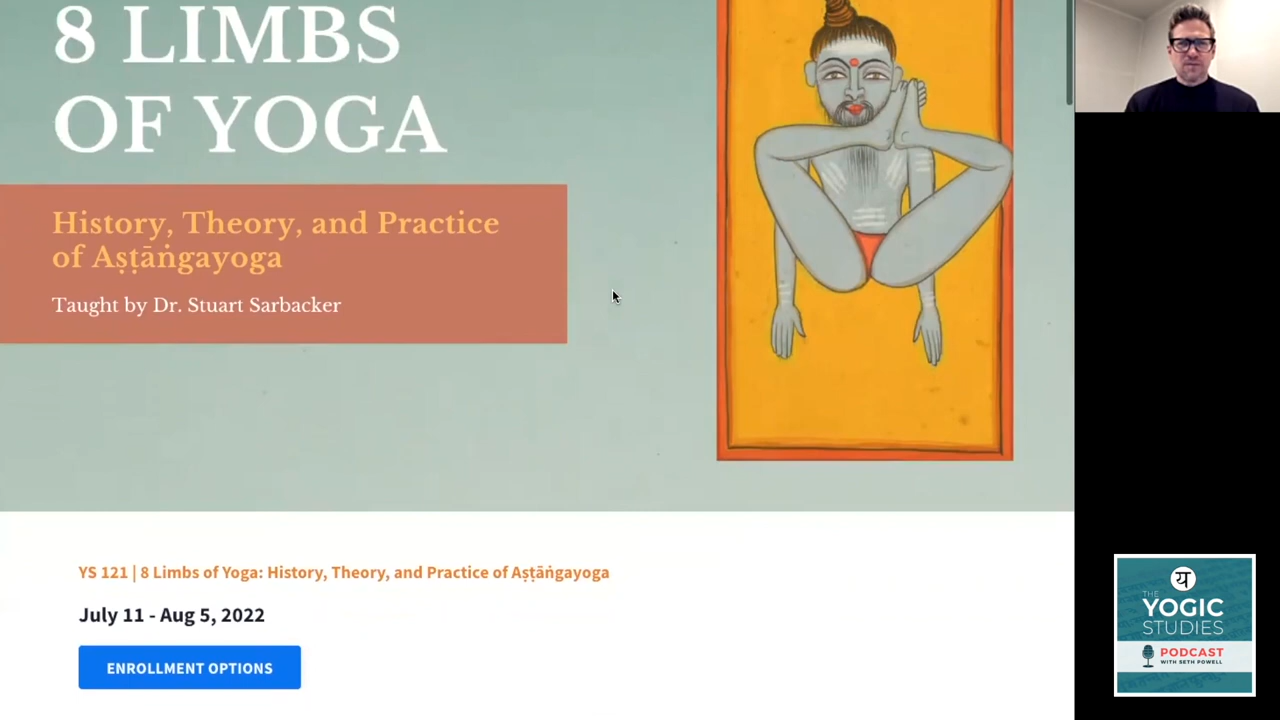 8 LIMBS
OF YOGA
History, Theory, and Practice
of Aṣṭāṅgayoga
Taught by Dr. Stuart Sarbacker
YS 121 | 8 Limbs of Yoga: History, Theory, and Practice of Aṣṭāṅgayoga
July 11 - Aug 5, 2022
ENROLLMENT OPTIONS
य
THE
YOGIC
STUDIES
PODCAST
WITH SETH POWELL